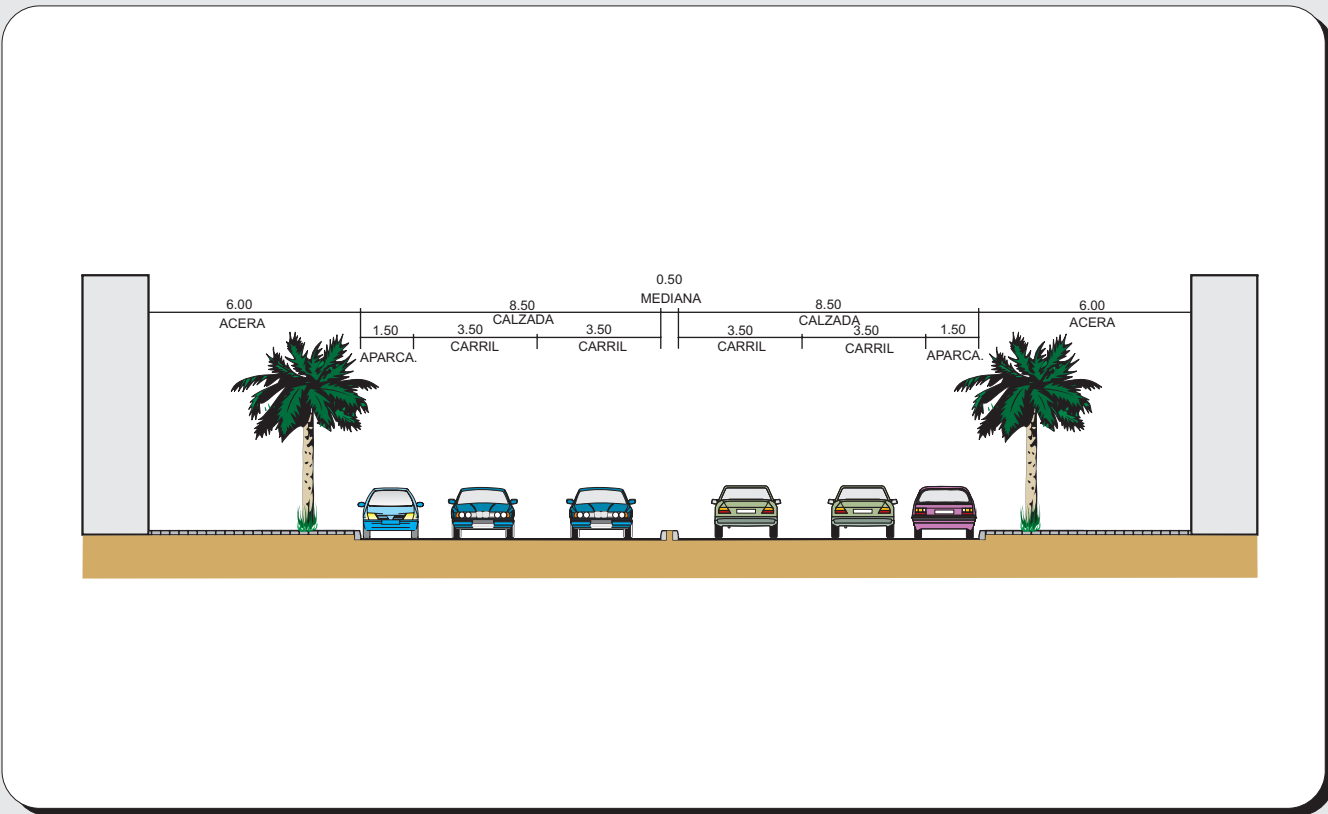 0.50
MEDIANA
6.00
ACERA
8.50
CALZADA
8.50
CALZADA
6.00
ACERA
1.50
APARCA.
3.50
CARRIL
3.50
CARRIL
3.50
CARRIL
3.50
CARRIL
1.50
APARCA.